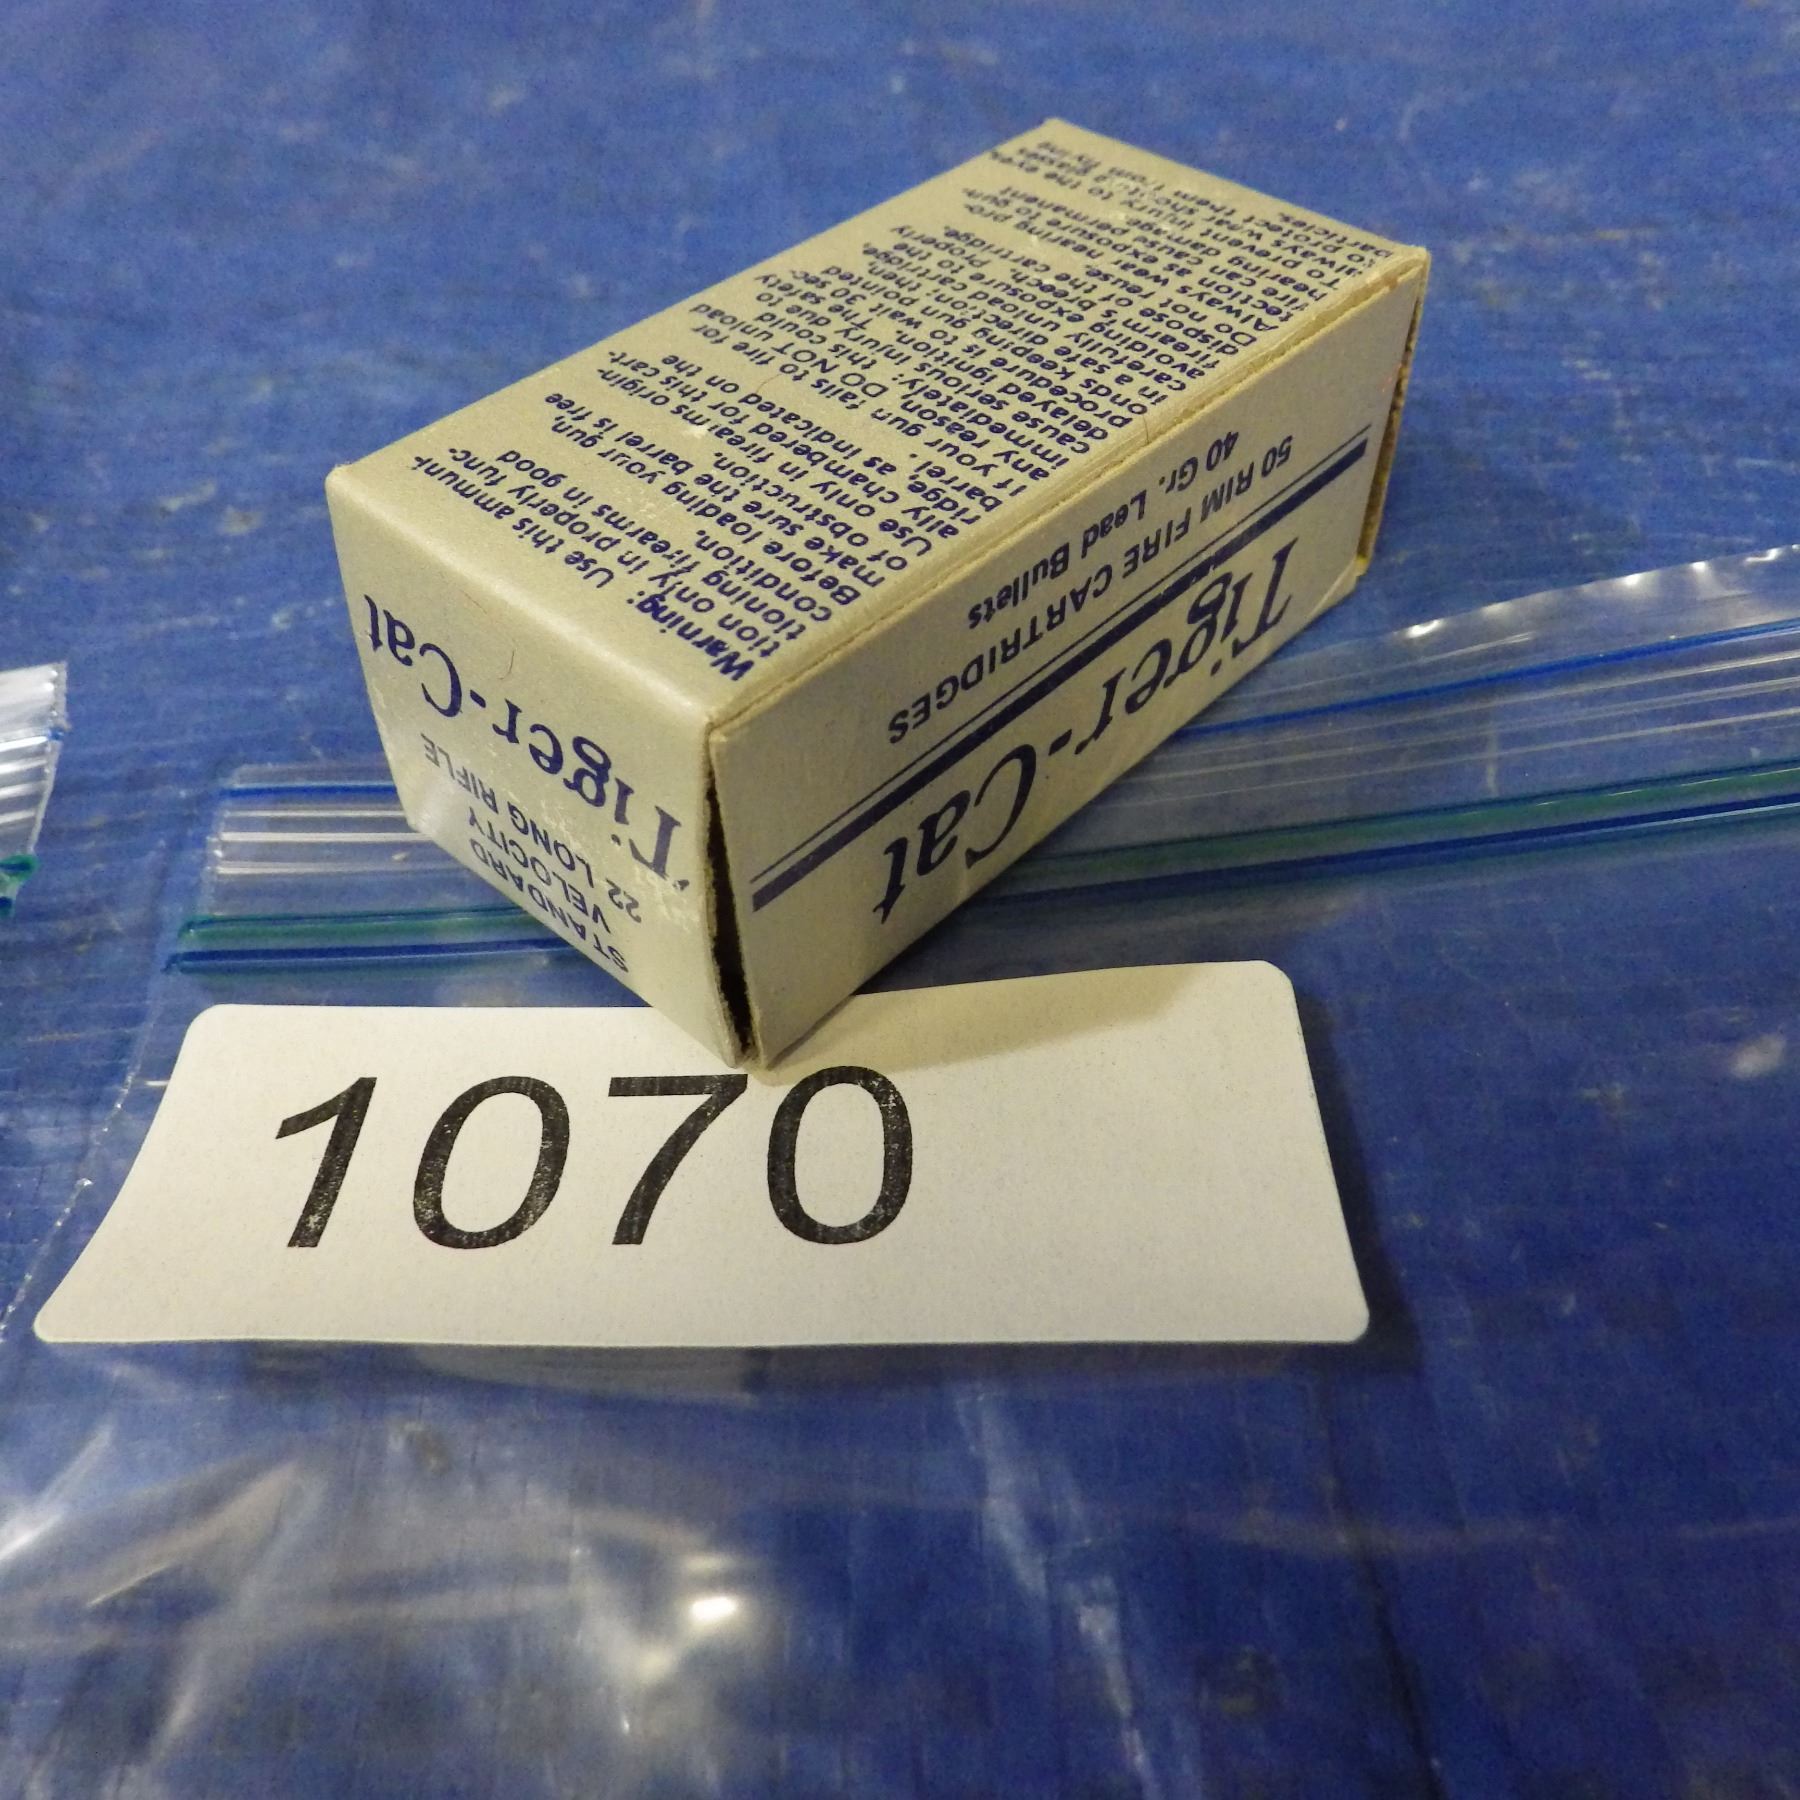 Warning: Use this ammuni-
tion only in properly func-
tioning firearms in good
condition.
Before loading your gun,
make sure the barrel is free
of obstruction.
Use only in firearms origin-
ally chambered for this cart-
ridge, as indicated on the
barrel.
If your gun fails to fire for
any reason, DO NOT unload
immediately; this could
cause serious injury due to
delayed ignition. The safety
procedure is to wait 30 sec-
onds keeping gun pointed
in a safe direction; then,
carefully unload cartridge,
avoiding exposure to the
firearm's breech. Properly
dispose of the cartridge.
DO not reuse.
Always wear hearing pro-
tection as exposure to gun-
fire can cause permanent
hearing damage.
To prevent injury to the eyes,
always wear shooting glasses
to protect them from flying
particles.
Tiger-Cat
50 RIM FIRE CARTRIDGES
40 Gr. Lead Bullets
STANDARD
VELOCITY
22 LONG RIFLE
Tiger-Cat
1070